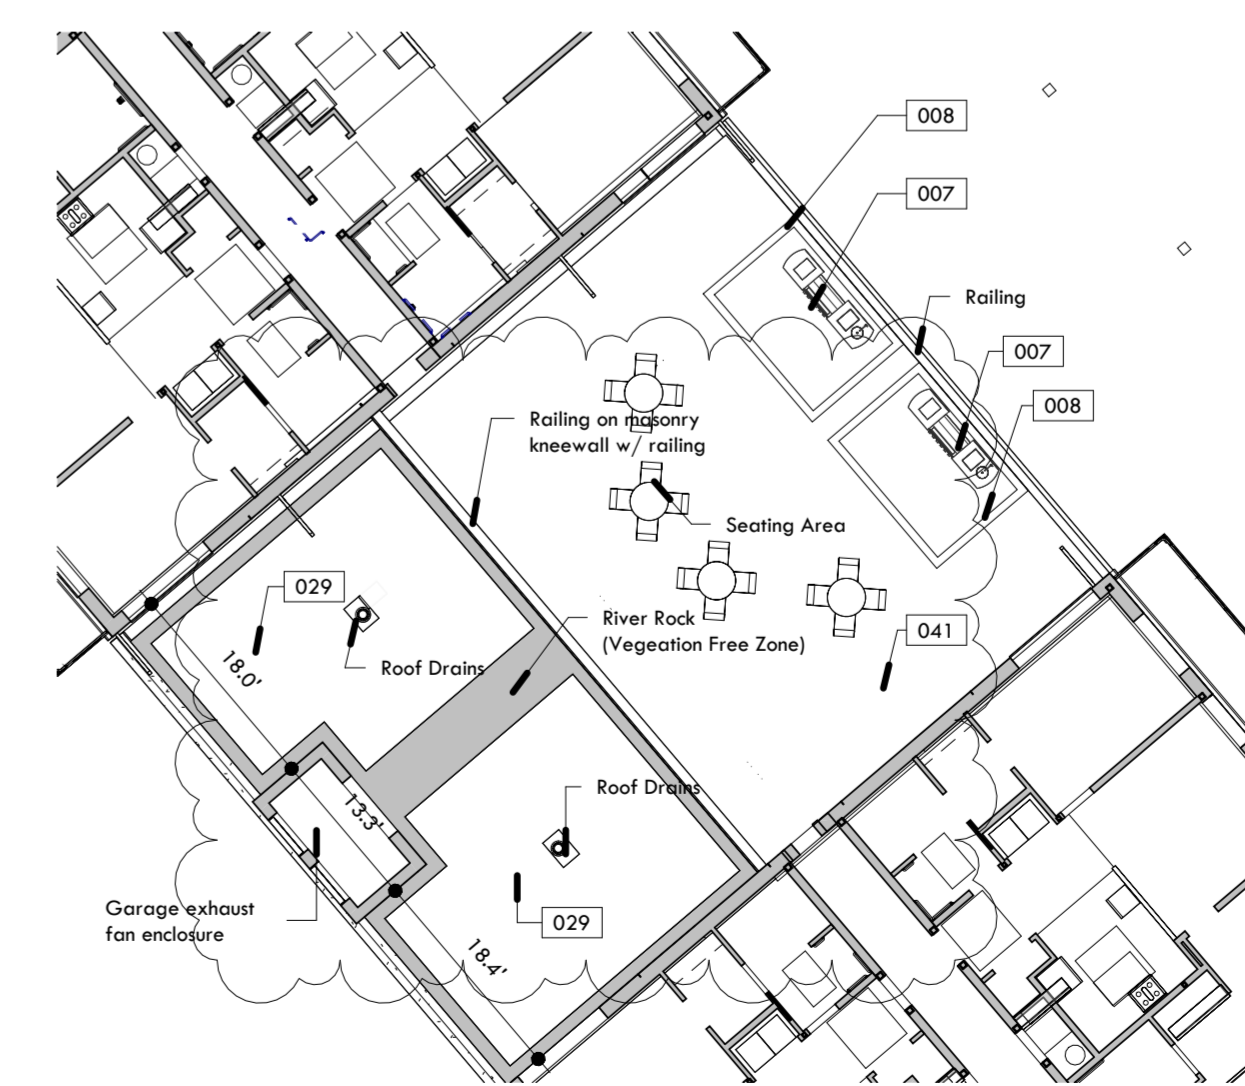 008
007
Railing
007
008
Railing on masonry
kneewall w/ railing
Seating Area
029
River Rock
(Vegeation Free Zone)
041
Roof Drains
18.0'
Roof Drains
13.3'
Garage exhaust
fan enclosure
029
18.4'